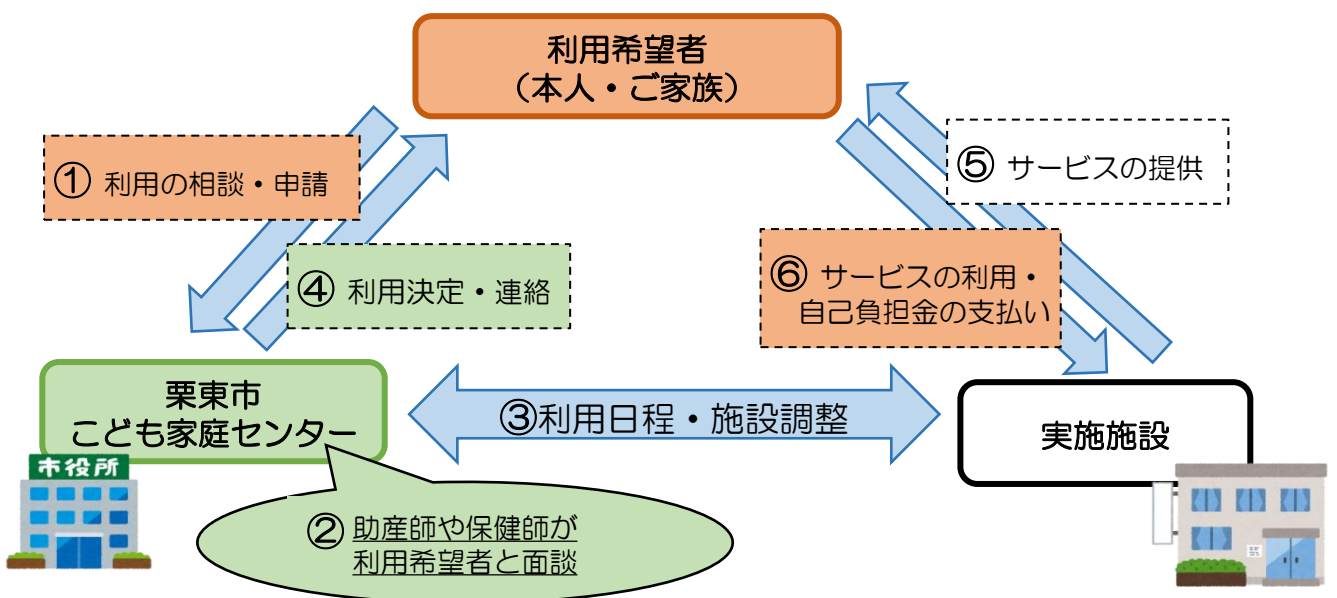 利用希望者
（本人・ご家族）
① 利用の相談・申請
⑤ サービスの提供
④ 利用決定・連絡
⑥ サービスの利用・
自己負担金の支払い
栗東市
こども家庭センター
③利用日程・施設調整
実施施設
市役所
② 助産師や保健師が
利用希望者と面談